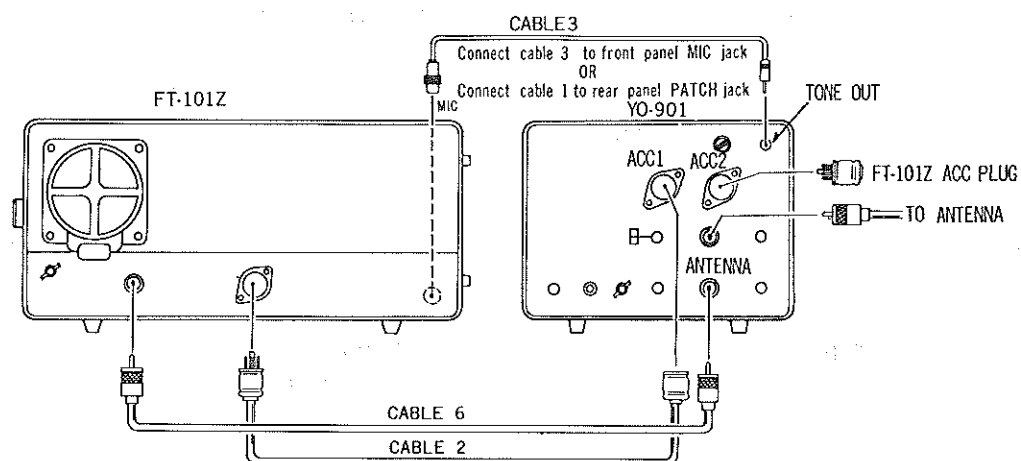 CABLE3
Connect cable 3 to front panel MIC jack
OR
Connect cable 1 to rear panel PATCH jack
MIC
FT-101Z
YO-901
TONE OUT
ACC1
ACC2
FT-101Z ACC PLUG
TO ANTENNA
ANTENNA
CABLE 6
CABLE 2